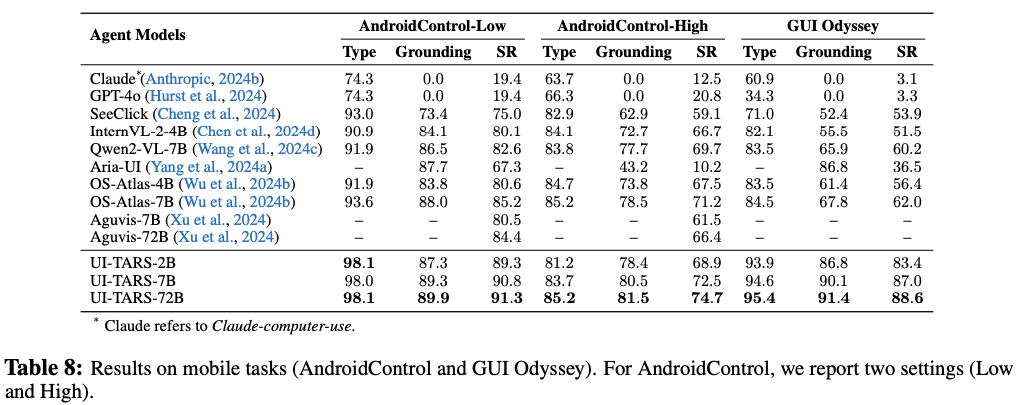 Agent Models AndroidControl-Low AndroidControl-High GUI Odyssey
Type Grounding SR Type Grounding SR Type Grounding SR
Claude*(Anthropic, 2024b) 74.3 0.0 19.4 63.7 0.0 12.5 60.9 0.0 3.1
GPT-4o (Hurst et al., 2024) 74.3 0.0 19.4 66.3 0.0 20.8 34.3 0.0 3.3
SeeClick (Cheng et al., 2024) 93.0 73.4 75.0 82.9 62.9 59.1 71.0 52.4 53.9
InternVL-2-4B (Chen et al., 2024d) 90.9 84.1 80.1 84.1 72.7 66.7 82.1 55.5 51.5
Qwen2-VL-7B (Wang et al., 2024c) 91.9 86.5 82.6 83.8 77.7 69.7 83.5 65.9 60.2
Aria-UI (Yang et al., 2024a) – 87.7 67.3 – 43.2 10.2 – 86.8 36.5
OS-Atlas-4B (Wu et al., 2024b) 91.9 83.8 80.6 84.7 73.8 67.5 83.5 61.4 56.4
OS-Atlas-7B (Wu et al., 2024b) 93.6 88.0 85.2 85.2 78.5 71.2 84.5 67.8 62.0
Aguvis-7B (Xu et al., 2024) – – 80.5 – – 61.5 – – –
Aguvis-72B (Xu et al., 2024) – – 84.4 – – 66.4 – – –
UI-TARS-2B 98.1 87.3 89.3 81.2 78.4 68.9 93.9 86.8 83.4
UI-TARS-7B 98.0 89.3 90.8 83.7 80.5 72.5 94.6 90.1 87.0
UI-TARS-72B 98.1 89.9 91.3 85.2 81.5 74.7 95.4 91.4 88.6
* Claude refers to Claude-computer-use.
Table 8: Results on mobile tasks (AndroidControl and GUI Odyssey). For AndroidControl, we report two settings (Low
and High).